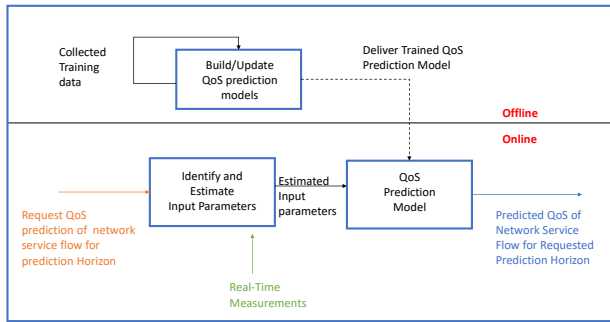 Collected
Training
data
Build/Update
QoS prediction
models
Deliver Trained QoS
Prediction Model
Offline
Online
Identify and
Estimate
Input Parameters
Estimated
Input
parameters
QoS
Prediction
Model
Request QoS
prediction of network
service flow for
prediction Horizon
Predicted QoS of
Network Service
Flow for Requested
Prediction Horizon
Real-Time
Measurements